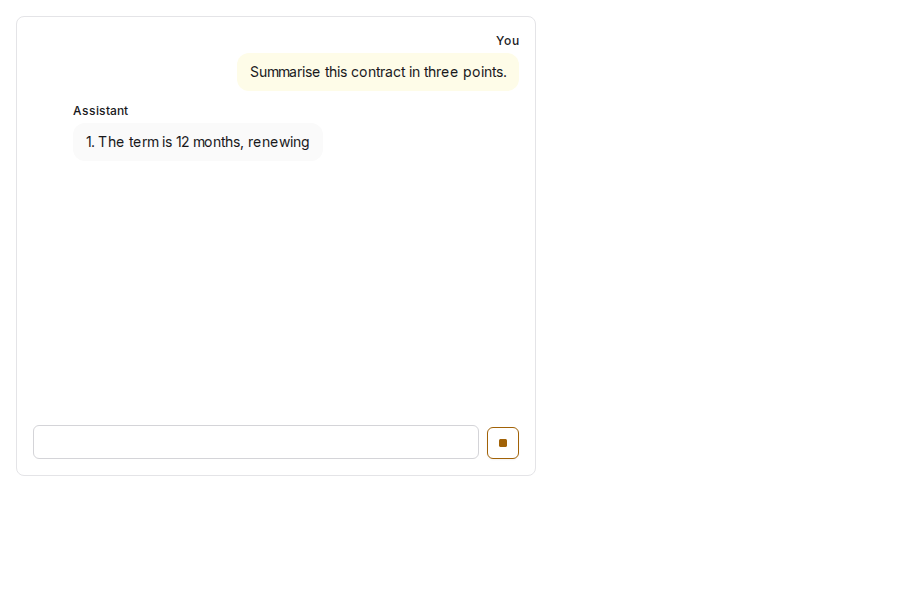 You
Summarise this contract in three points.
Assistant
1. The term is 12 months, renewing